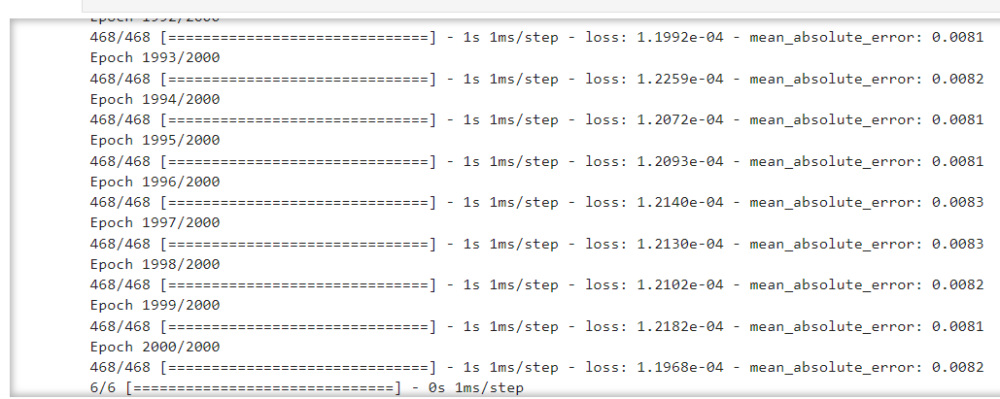 Epoch 1992/2000
468/468 [==============================] - 1s 1ms/step - loss: 1.1992e-04 - mean_absolute_error: 0.0081
Epoch 1993/2000
468/468 [==============================] - 1s 1ms/step - loss: 1.2259e-04 - mean_absolute_error: 0.0082
Epoch 1994/2000
468/468 [==============================] - 1s 1ms/step - loss: 1.2072e-04 - mean_absolute_error: 0.0081
Epoch 1995/2000
468/468 [==============================] - 1s 1ms/step - loss: 1.2093e-04 - mean_absolute_error: 0.0081
Epoch 1996/2000
468/468 [==============================] - 1s 1ms/step - loss: 1.2140e-04 - mean_absolute_error: 0.0083
Epoch 1997/2000
468/468 [==============================] - 1s 1ms/step - loss: 1.2130e-04 - mean_absolute_error: 0.0083
Epoch 1998/2000
468/468 [==============================] - 1s 1ms/step - loss: 1.2102e-04 - mean_absolute_error: 0.0082
Epoch 1999/2000
468/468 [==============================] - 1s 1ms/step - loss: 1.2182e-04 - mean_absolute_error: 0.0081
Epoch 2000/2000
468/468 [==============================] - 1s 1ms/step - loss: 1.1968e-04 - mean_absolute_error: 0.0082
6/6 [==============================] - 0s 1ms/step